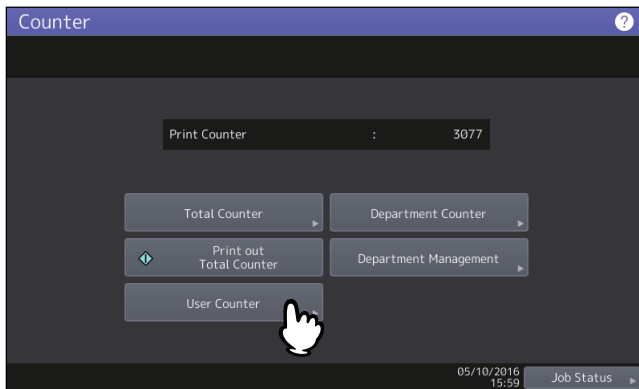 Counter
?
Print Counter : 3077
Total Counter
Department Counter
Print out
Total Counter
Department Management
User Counter
05/10/2016
15:59
Job Status